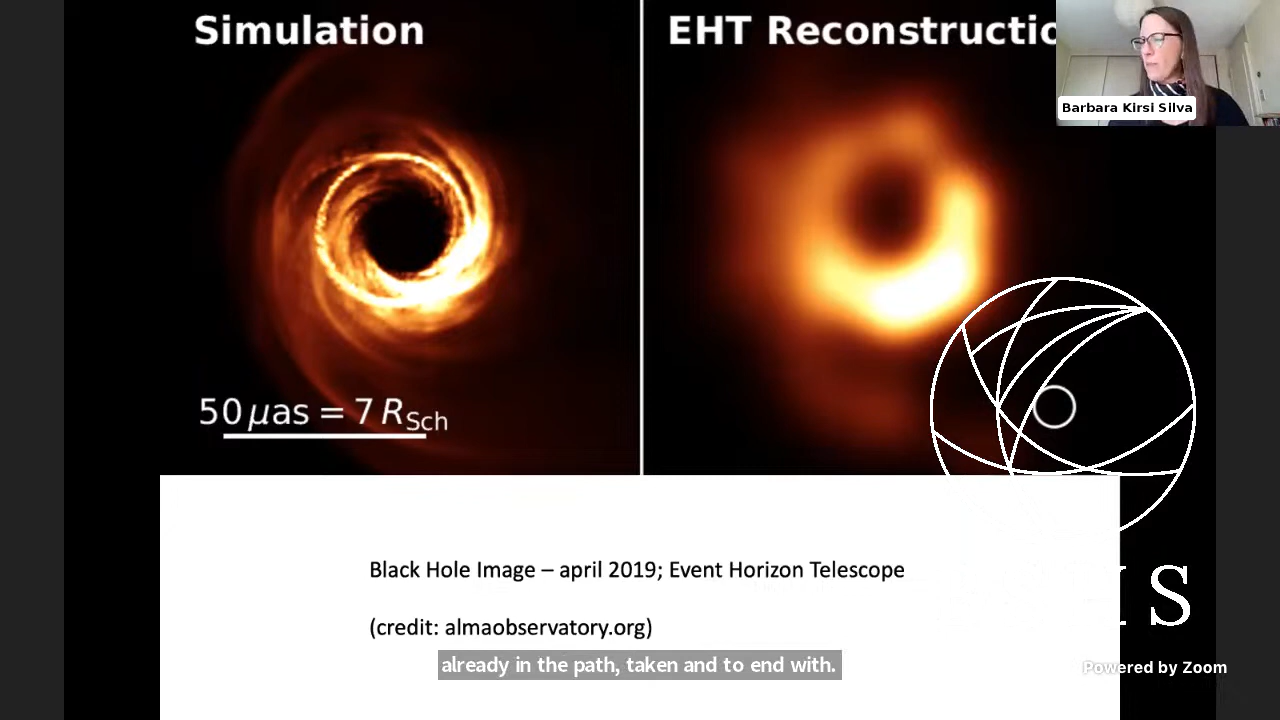 Simulation
EHT Reconstructio
Barbara Kirsi Silva
50 μas = 7 R_Sch
Black Hole Image – april 2019; Event Horizon Telescope
(credit: almaobservatory.org)
already in the path, taken and to end with.
S
Powered by Zoom